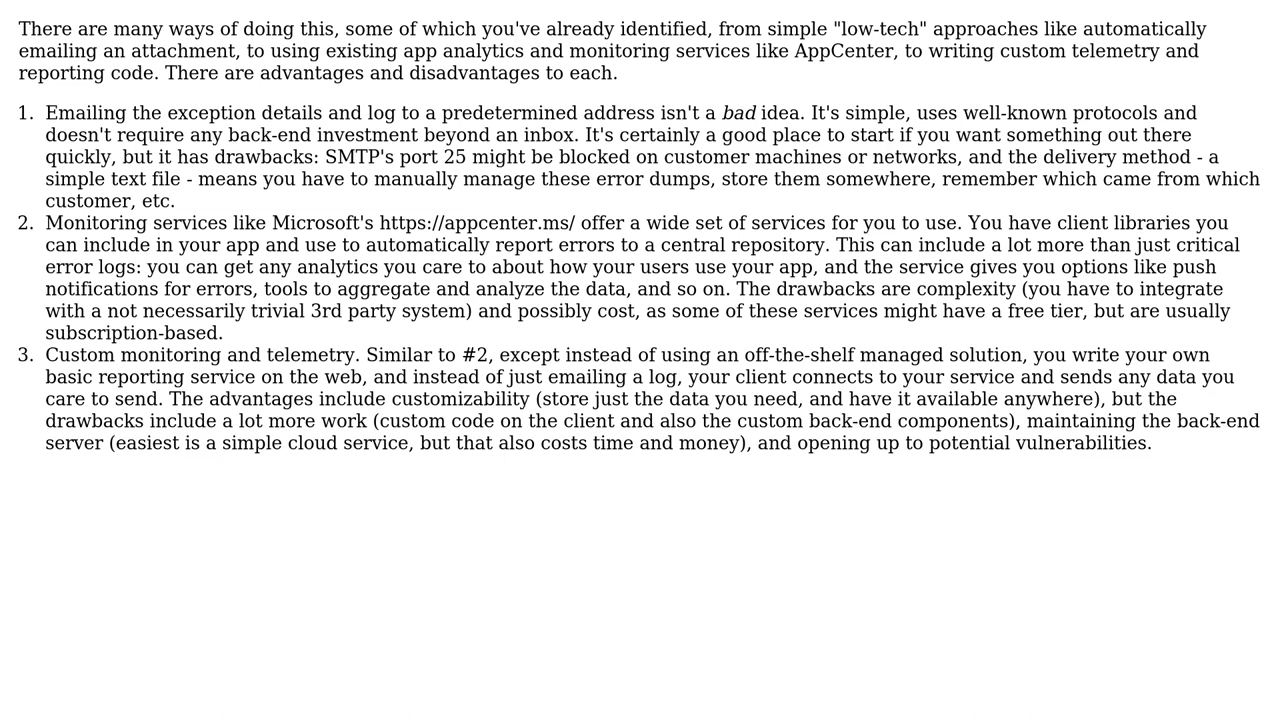 There are many ways of doing this, some of which you've already identified, from simple "low-tech" approaches like automatically
emailing an attachment, to using existing app analytics and monitoring services like AppCenter, to writing custom telemetry and
reporting code. There are advantages and disadvantages to each.
1. Emailing the exception details and log to a predetermined address isn't a bad idea. It's simple, uses well-known protocols and
doesn't require any back-end investment beyond an inbox. It's certainly a good place to start if you want something out there
quickly, but it has drawbacks: SMTP's port 25 might be blocked on customer machines or networks, and the delivery method - a
simple text file - means you have to manually manage these error dumps, store them somewhere, remember which came from which
customer, etc.
2. Monitoring services like Microsoft's https://appcenter.ms/ offer a wide set of services for you to use. You have client libraries you
can include in your app and use to automatically report errors to a central repository. This can include a lot more than just critical
error logs: you can get any analytics you care to about how your users use your app, and the service gives you options like push
notifications for errors, tools to aggregate and analyze the data, and so on. The drawbacks are complexity (you have to integrate
with a not necessarily trivial 3rd party system) and possibly cost, as some of these services might have a free tier, but are usually
subscription-based.
3. Custom monitoring and telemetry. Similar to #2, except instead of using an off-the-shelf managed solution, you write your own
basic reporting service on the web, and instead of just emailing a log, your client connects to your service and sends any data you
care to send. The advantages include customizability (store just the data you need, and have it available anywhere), but the
drawbacks include a lot more work (custom code on the client and also the custom back-end components), maintaining the back-end
server (easiest is a simple cloud service, but that also costs time and money), and opening up to potential vulnerabilities.